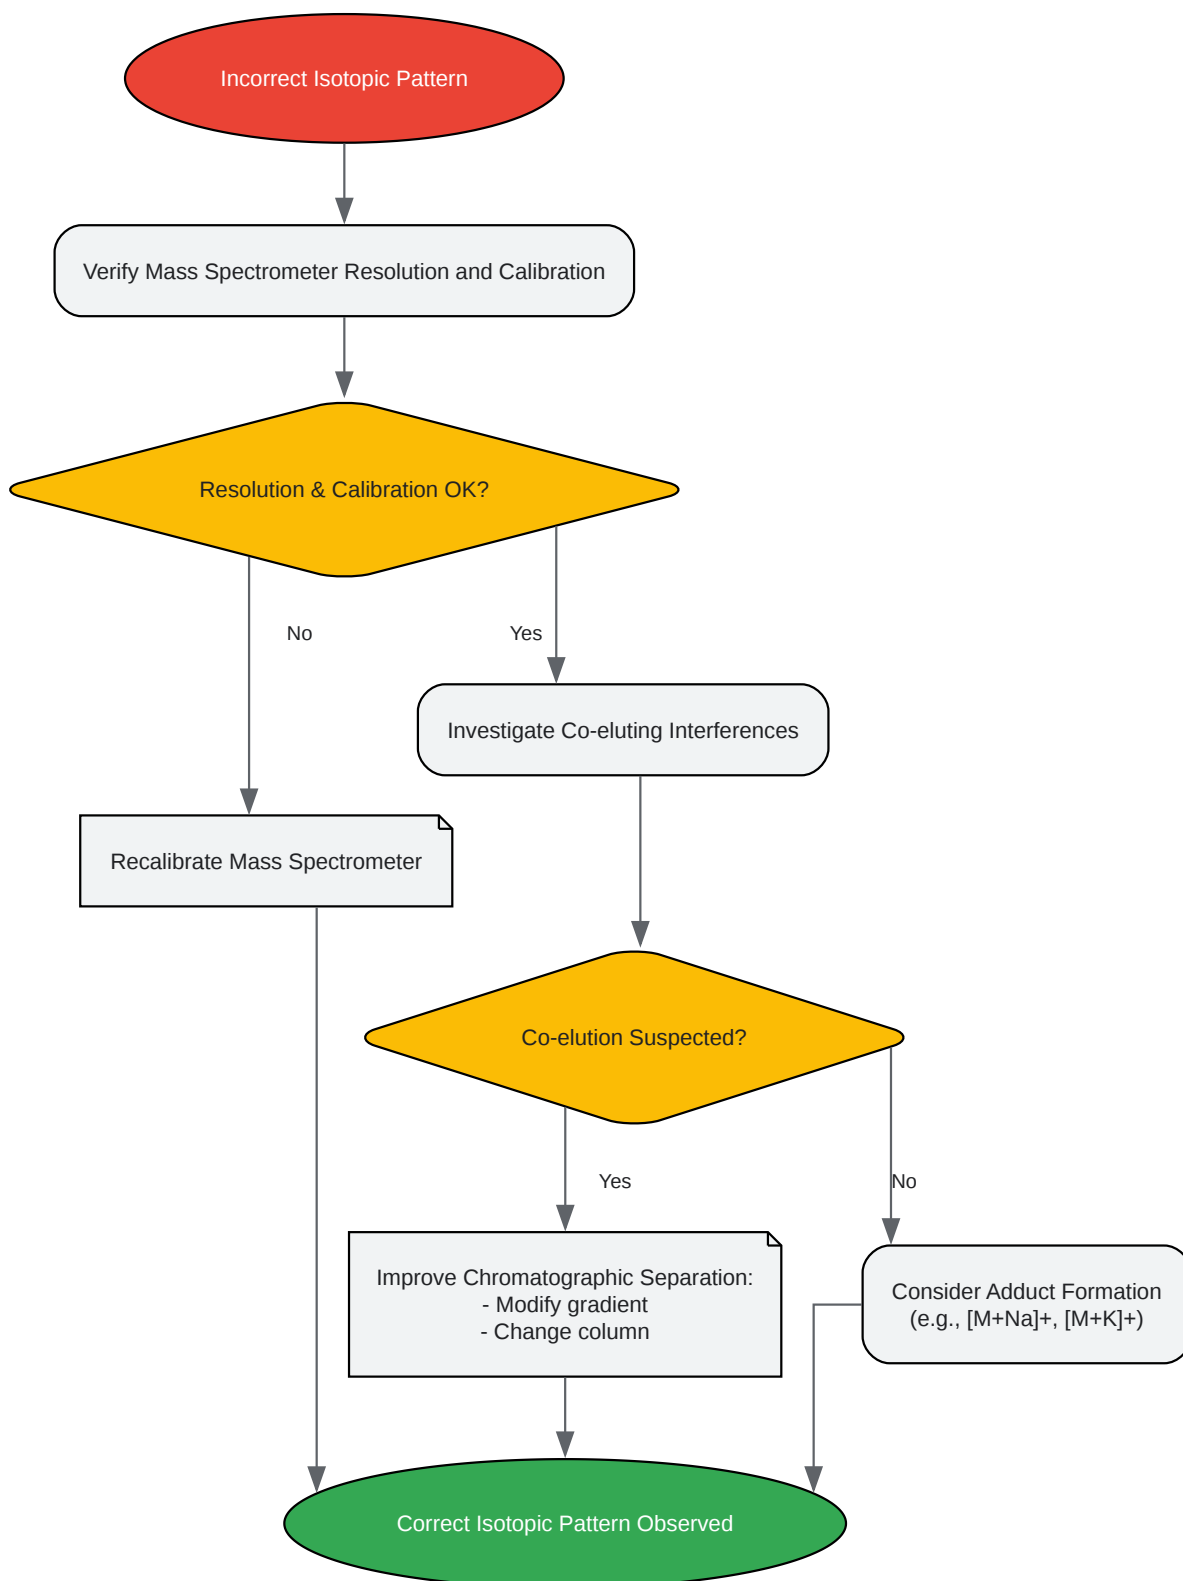 Incorrect Isotopic Pattern
Verify Mass Spectrometer Resolution and Calibration
Resolution & Calibration OK?
No
Yes
Investigate Co-eluting Interferences
Recalibrate Mass Spectrometer
Co-elution Suspected?
Yes
No
Improve Chromatographic Separation:
- Modify gradient
- Change column
Consider Adduct Formation
(e.g., [M+Na]+, [M+K]+)
Correct Isotopic Pattern Observed